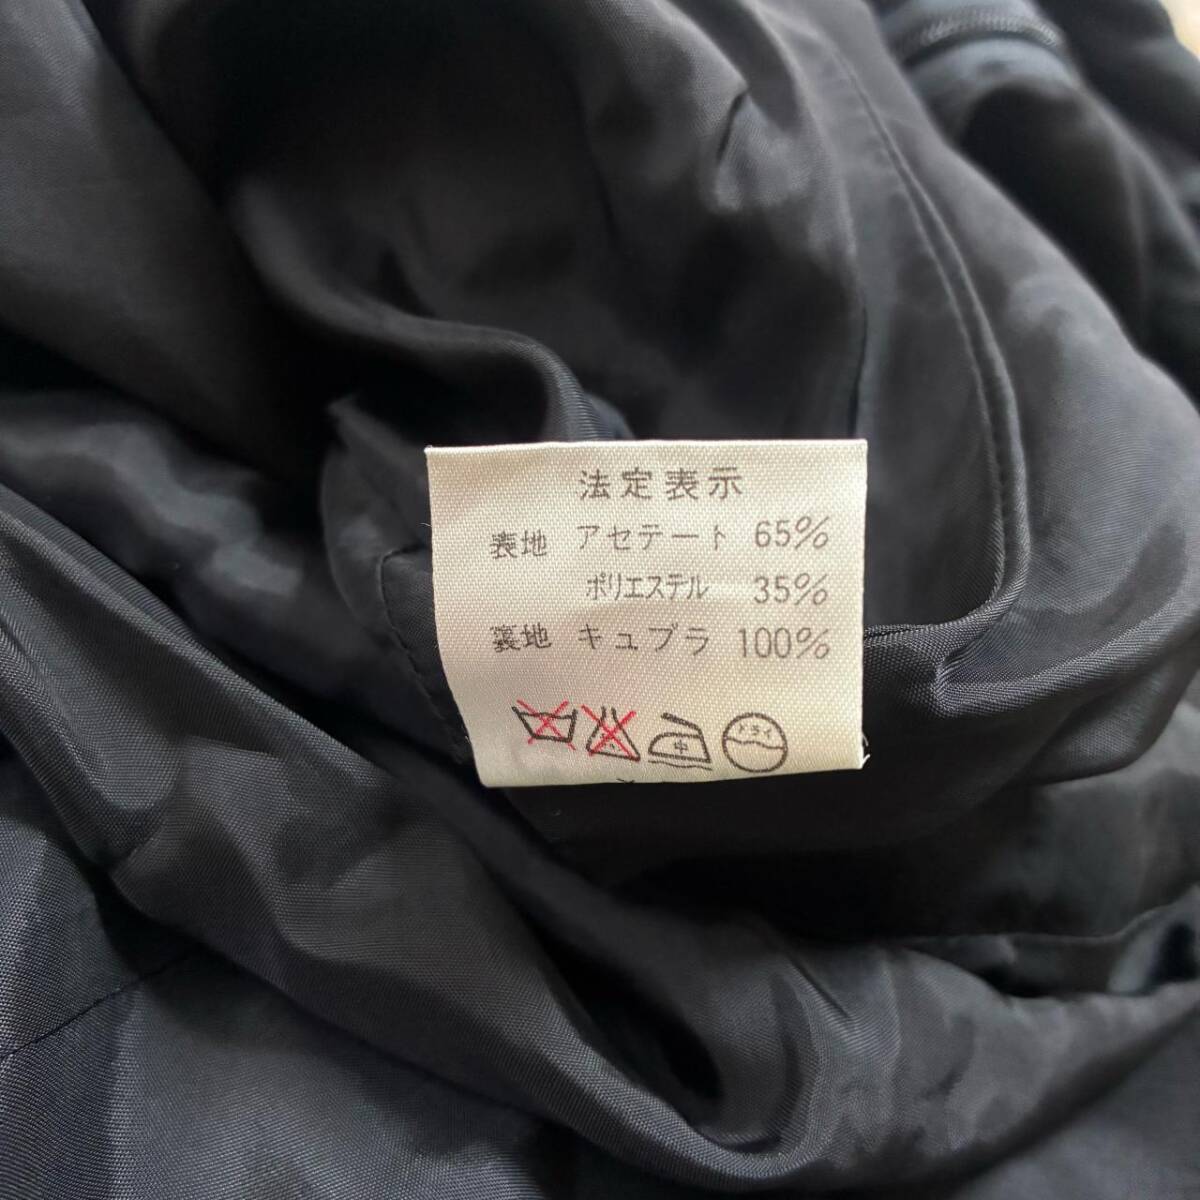 法定表示
表地 アセテート 65%
ポリエステル 35%
裏地 キュプラ 100%
中 ドライ